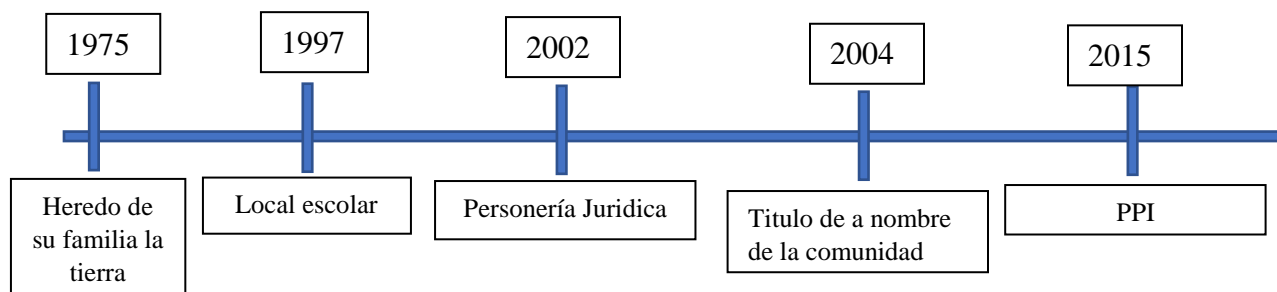 1975
1997
2002
2004
2015
Heredo de
su familia la
tierra
Local escolar
Personería Juridica
Titulo de a nombre
de la comunidad
PPI